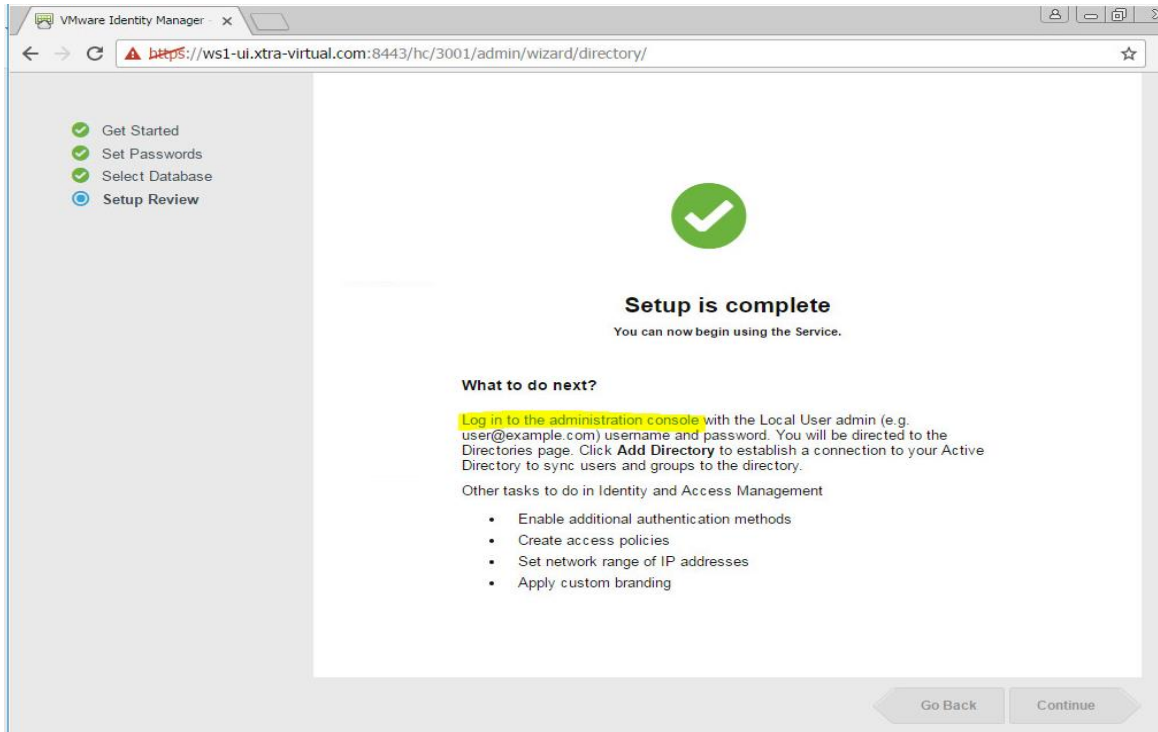 VMware Identity Manager
https://ws1-ui.xtra-virtual.com:8443/hc/3001/admin/wizard/directory/
Get Started
Set Passwords
Select Database
Setup Review
Setup is complete
You can now begin using the Service.
What to do next?
Log in to the administration console with the Local User admin (e.g.
user@example.com) username and password. You will be directed to the
Directories page. Click Add Directory to establish a connection to your Active
Directory to sync users and groups to the directory.
Other tasks to do in Identity and Access Management
• Enable additional authentication methods
• Create access policies
• Set network range of IP addresses
• Apply custom branding
Go Back
Continue